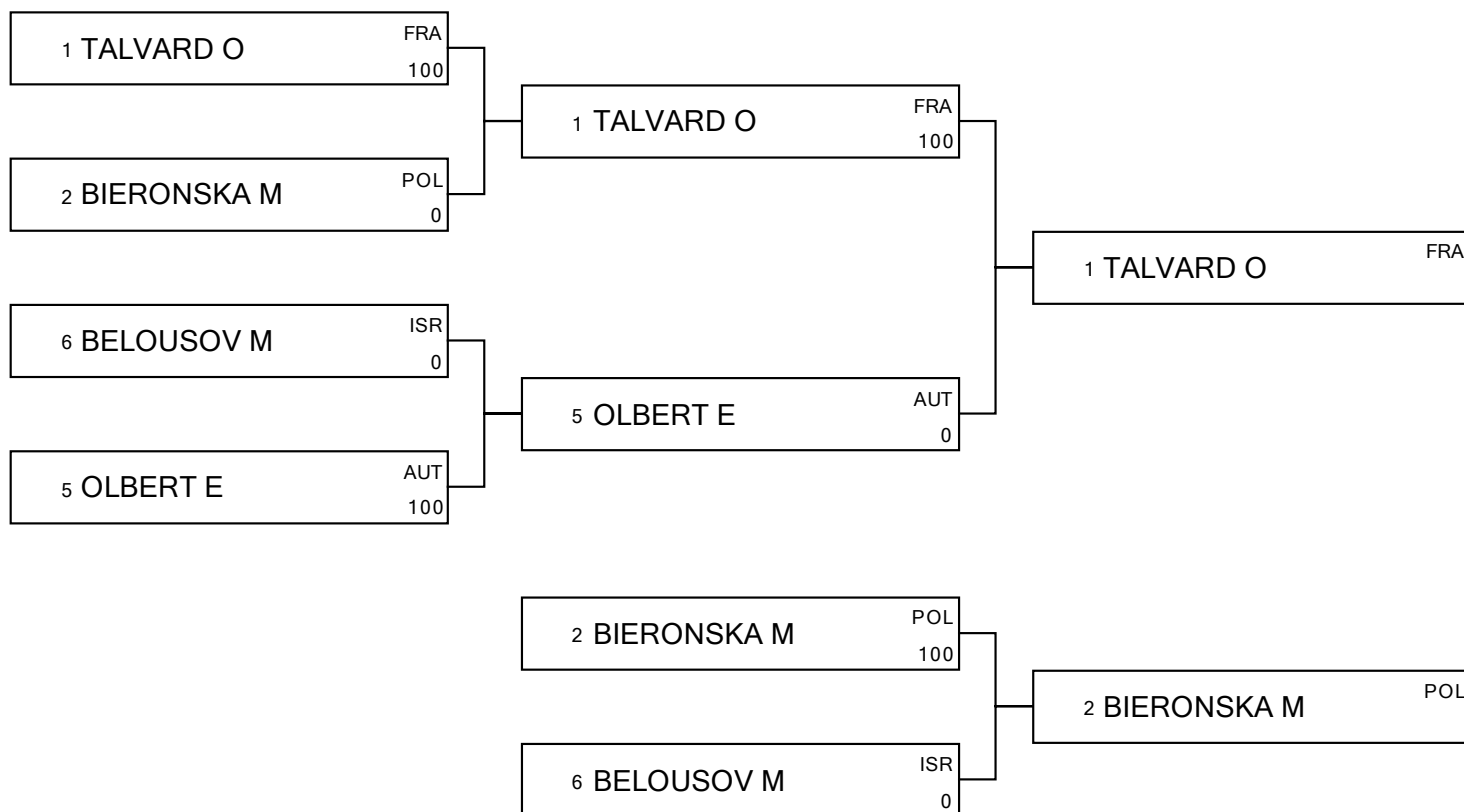 1 TALVARD O FRA
100
2 BIERONSKA M POL
0
6 BELOUSOV M ISR
0
5 OLBERT E AUT
100
1 TALVARD O FRA
100
5 OLBERT E AUT
0
1 TALVARD O FRA
2 BIERONSKA M POL
100
6 BELOUSOV M ISR
0
2 BIERONSKA M POL